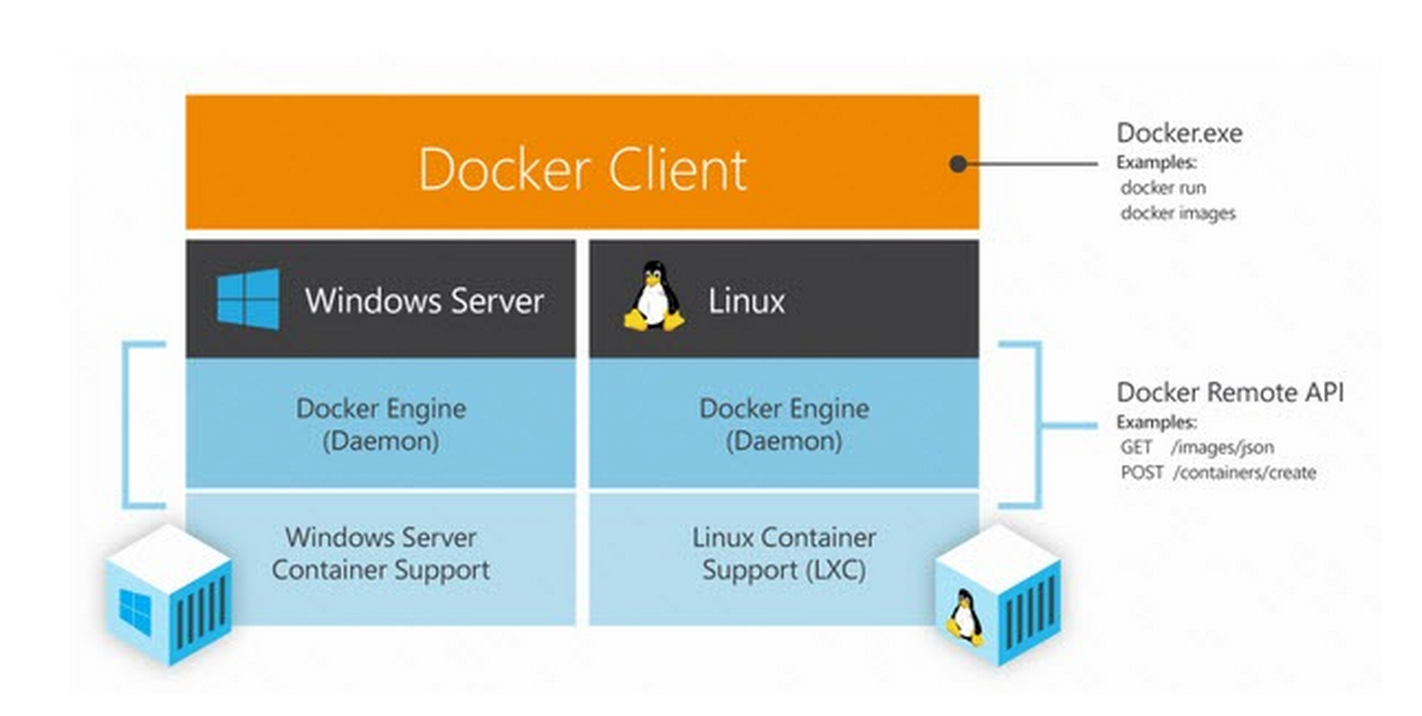 Docker Client
Docker.exe
Examples:
docker run
docker images
Windows Server
Linux
Docker Engine
(Daemon)
Docker Engine
(Daemon)
Docker Remote API
Examples:
GET /images/json
POST /containers/create
Windows Server
Container Support
Linux Container
Support (LXC)